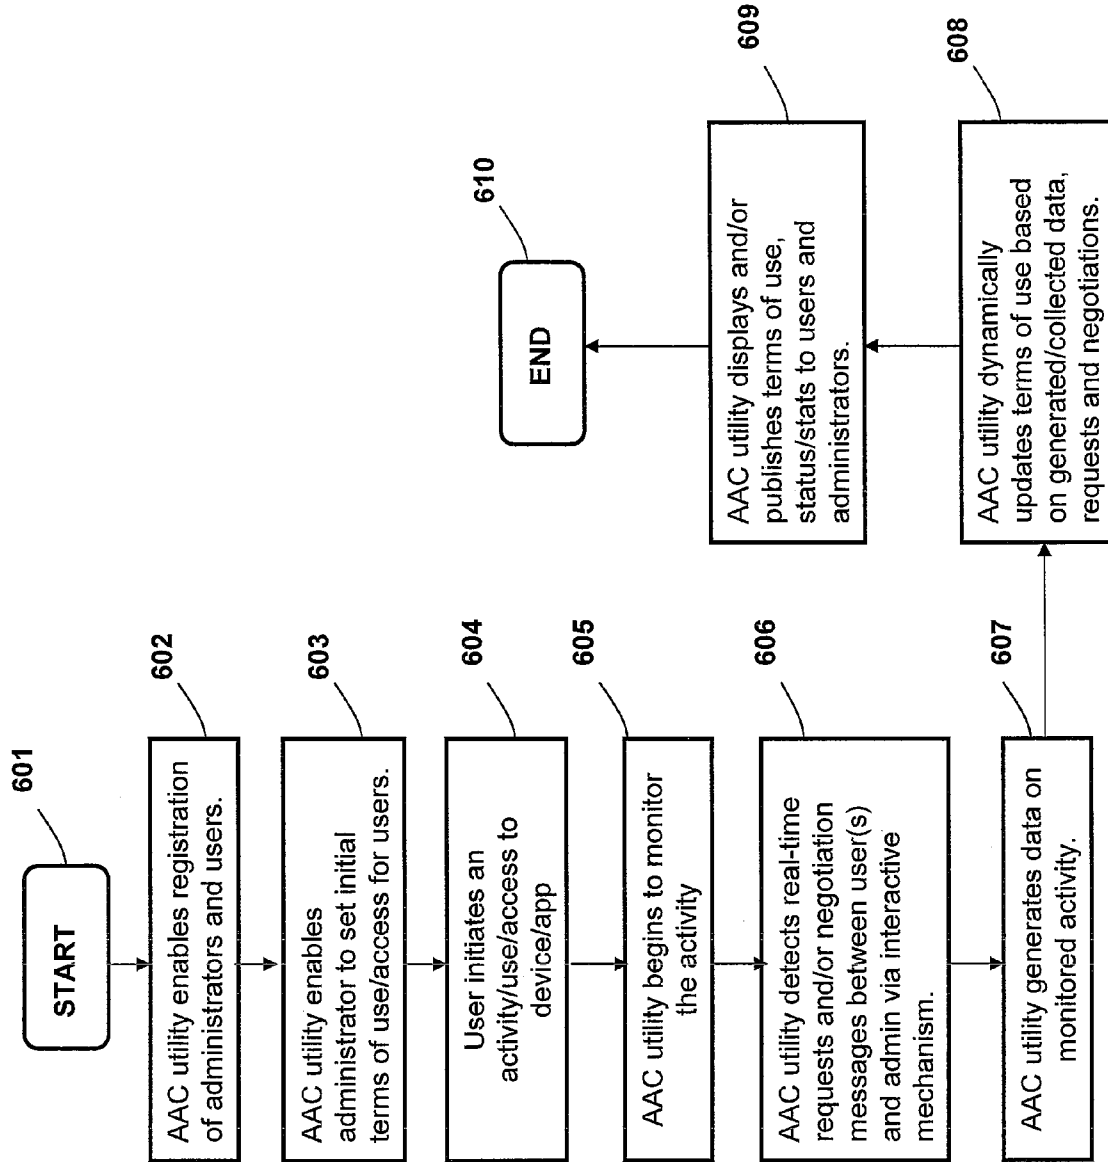 601
START
602
AAC utility enables registration
of administrators and users.
603
AAC utility enables
administrator to set initial
terms of use/access for users.
604
User initiates an
activity/use/access to
device/app
605
AAC utility begins to monitor
the activity
606
AAC utility detects real-time
requests and/or negotiation
messages between user(s)
and admin via interactive
mechanism.
607
AAC utility generates data on
monitored activity.
608
AAC utility dynamically
updates terms of use based
on generated/collected data,
requests and negotiations.
609
AAC utility displays and/or
publishes terms of use,
status/stats to users and
administrators.
610
END